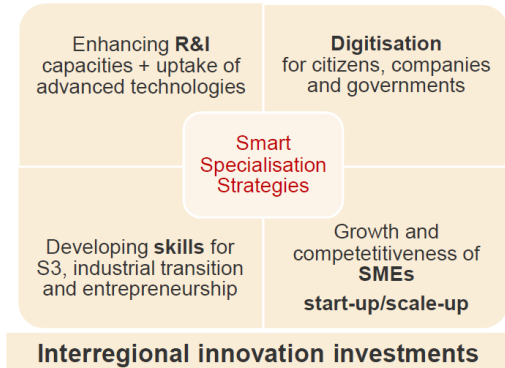 Enhancing R&I
capacities + uptake of
advanced technologies
Digitisation
for citizens, companies
and governments
Smart
Specialisation
Strategies
Developing skills for
S3, industrial transition
and entrepreneurship
Growth and
competetitiveness of
SMEs
start-up/scale-up
Interregional innovation investments